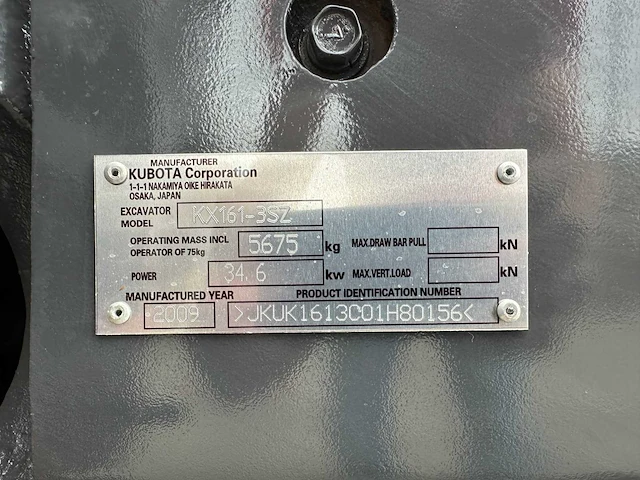 MANUFACTURER
KUBOTA Corporation
1-1-1 NAKAMIYA OIKE HIRAKATA
OSAKA, JAPAN
EXCAVATOR MODEL KX161-3SZ
OPERATING MASS INCL OPERATOR OF 75kg 5675 kg MAX.DRAW BAR PULL kN
POWER 34.6 kw MAX.VERT.LOAD kN
MANUFACTURED YEAR PRODUCT IDENTIFICATION NUMBER
2009 >JKUK1613C01H80156<